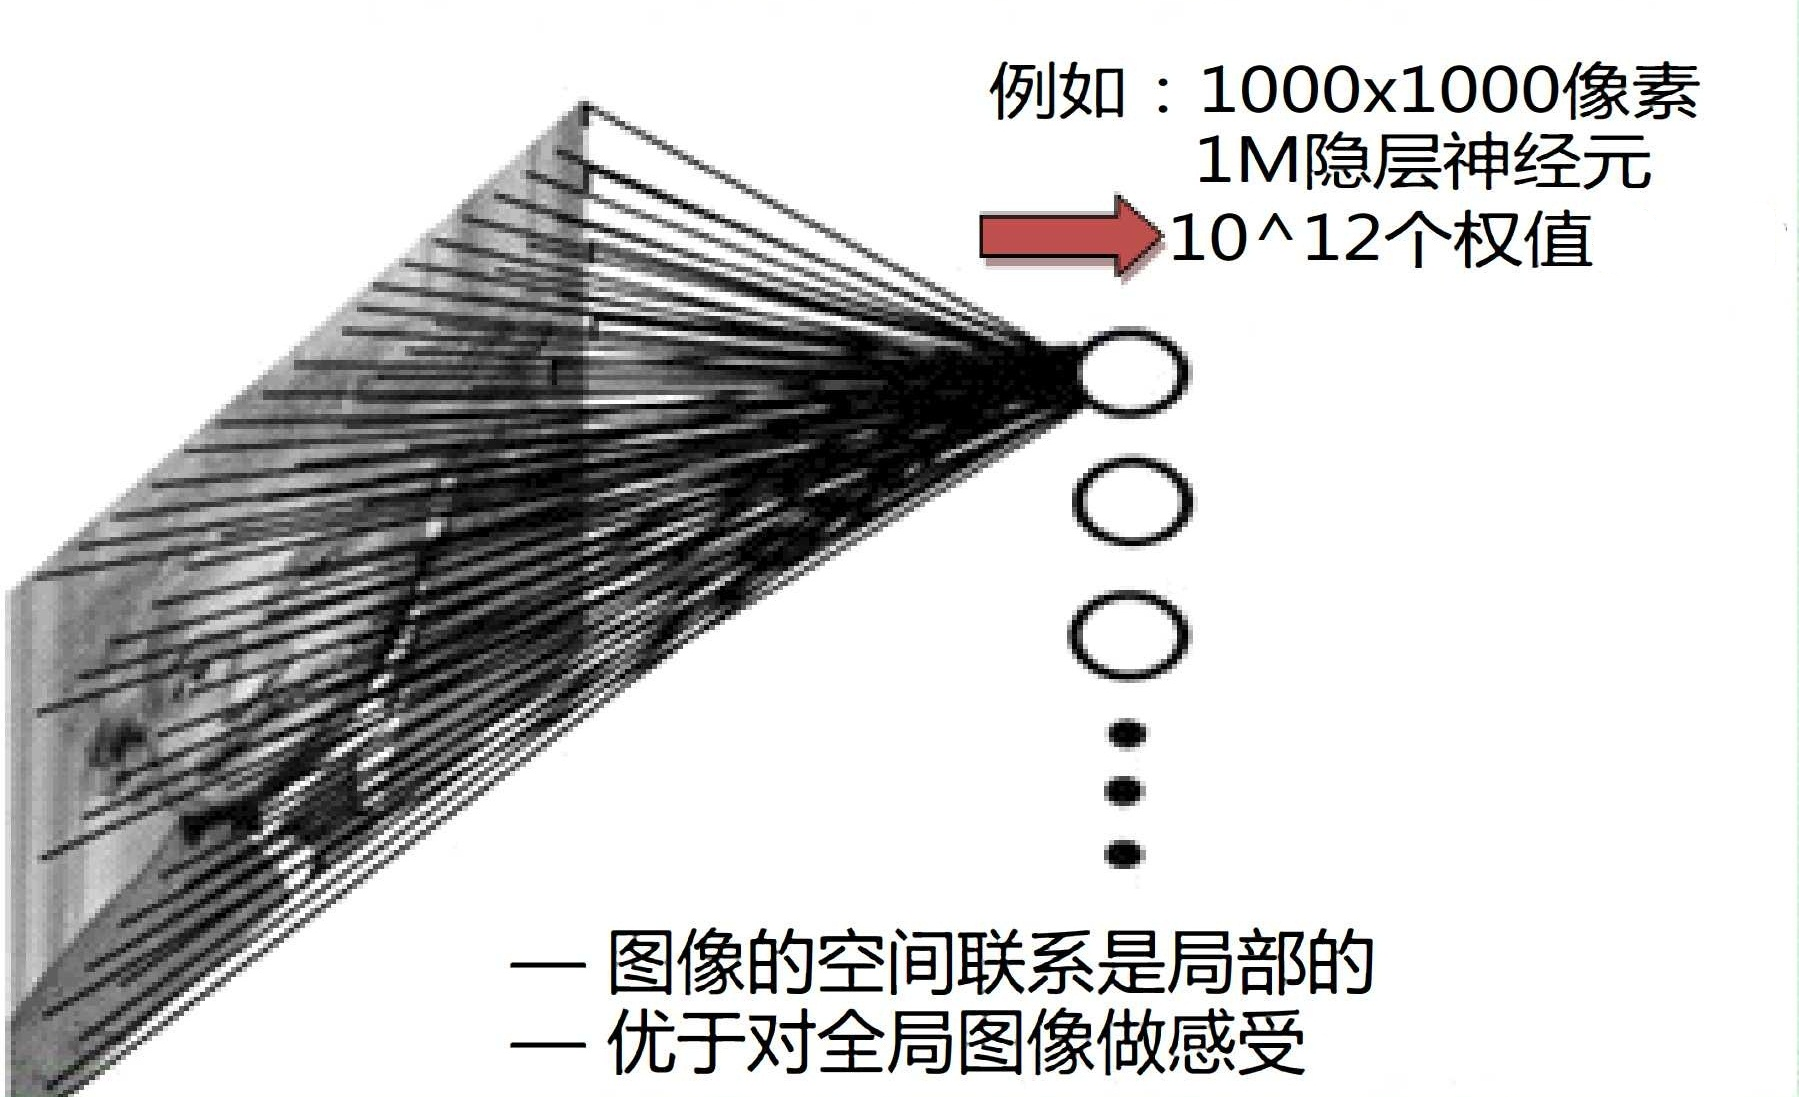 例如：1000x1000像素
1M隐层神经元
10^12个权值
— 图像的空间联系是局部的
— 优于对全局图像做感受